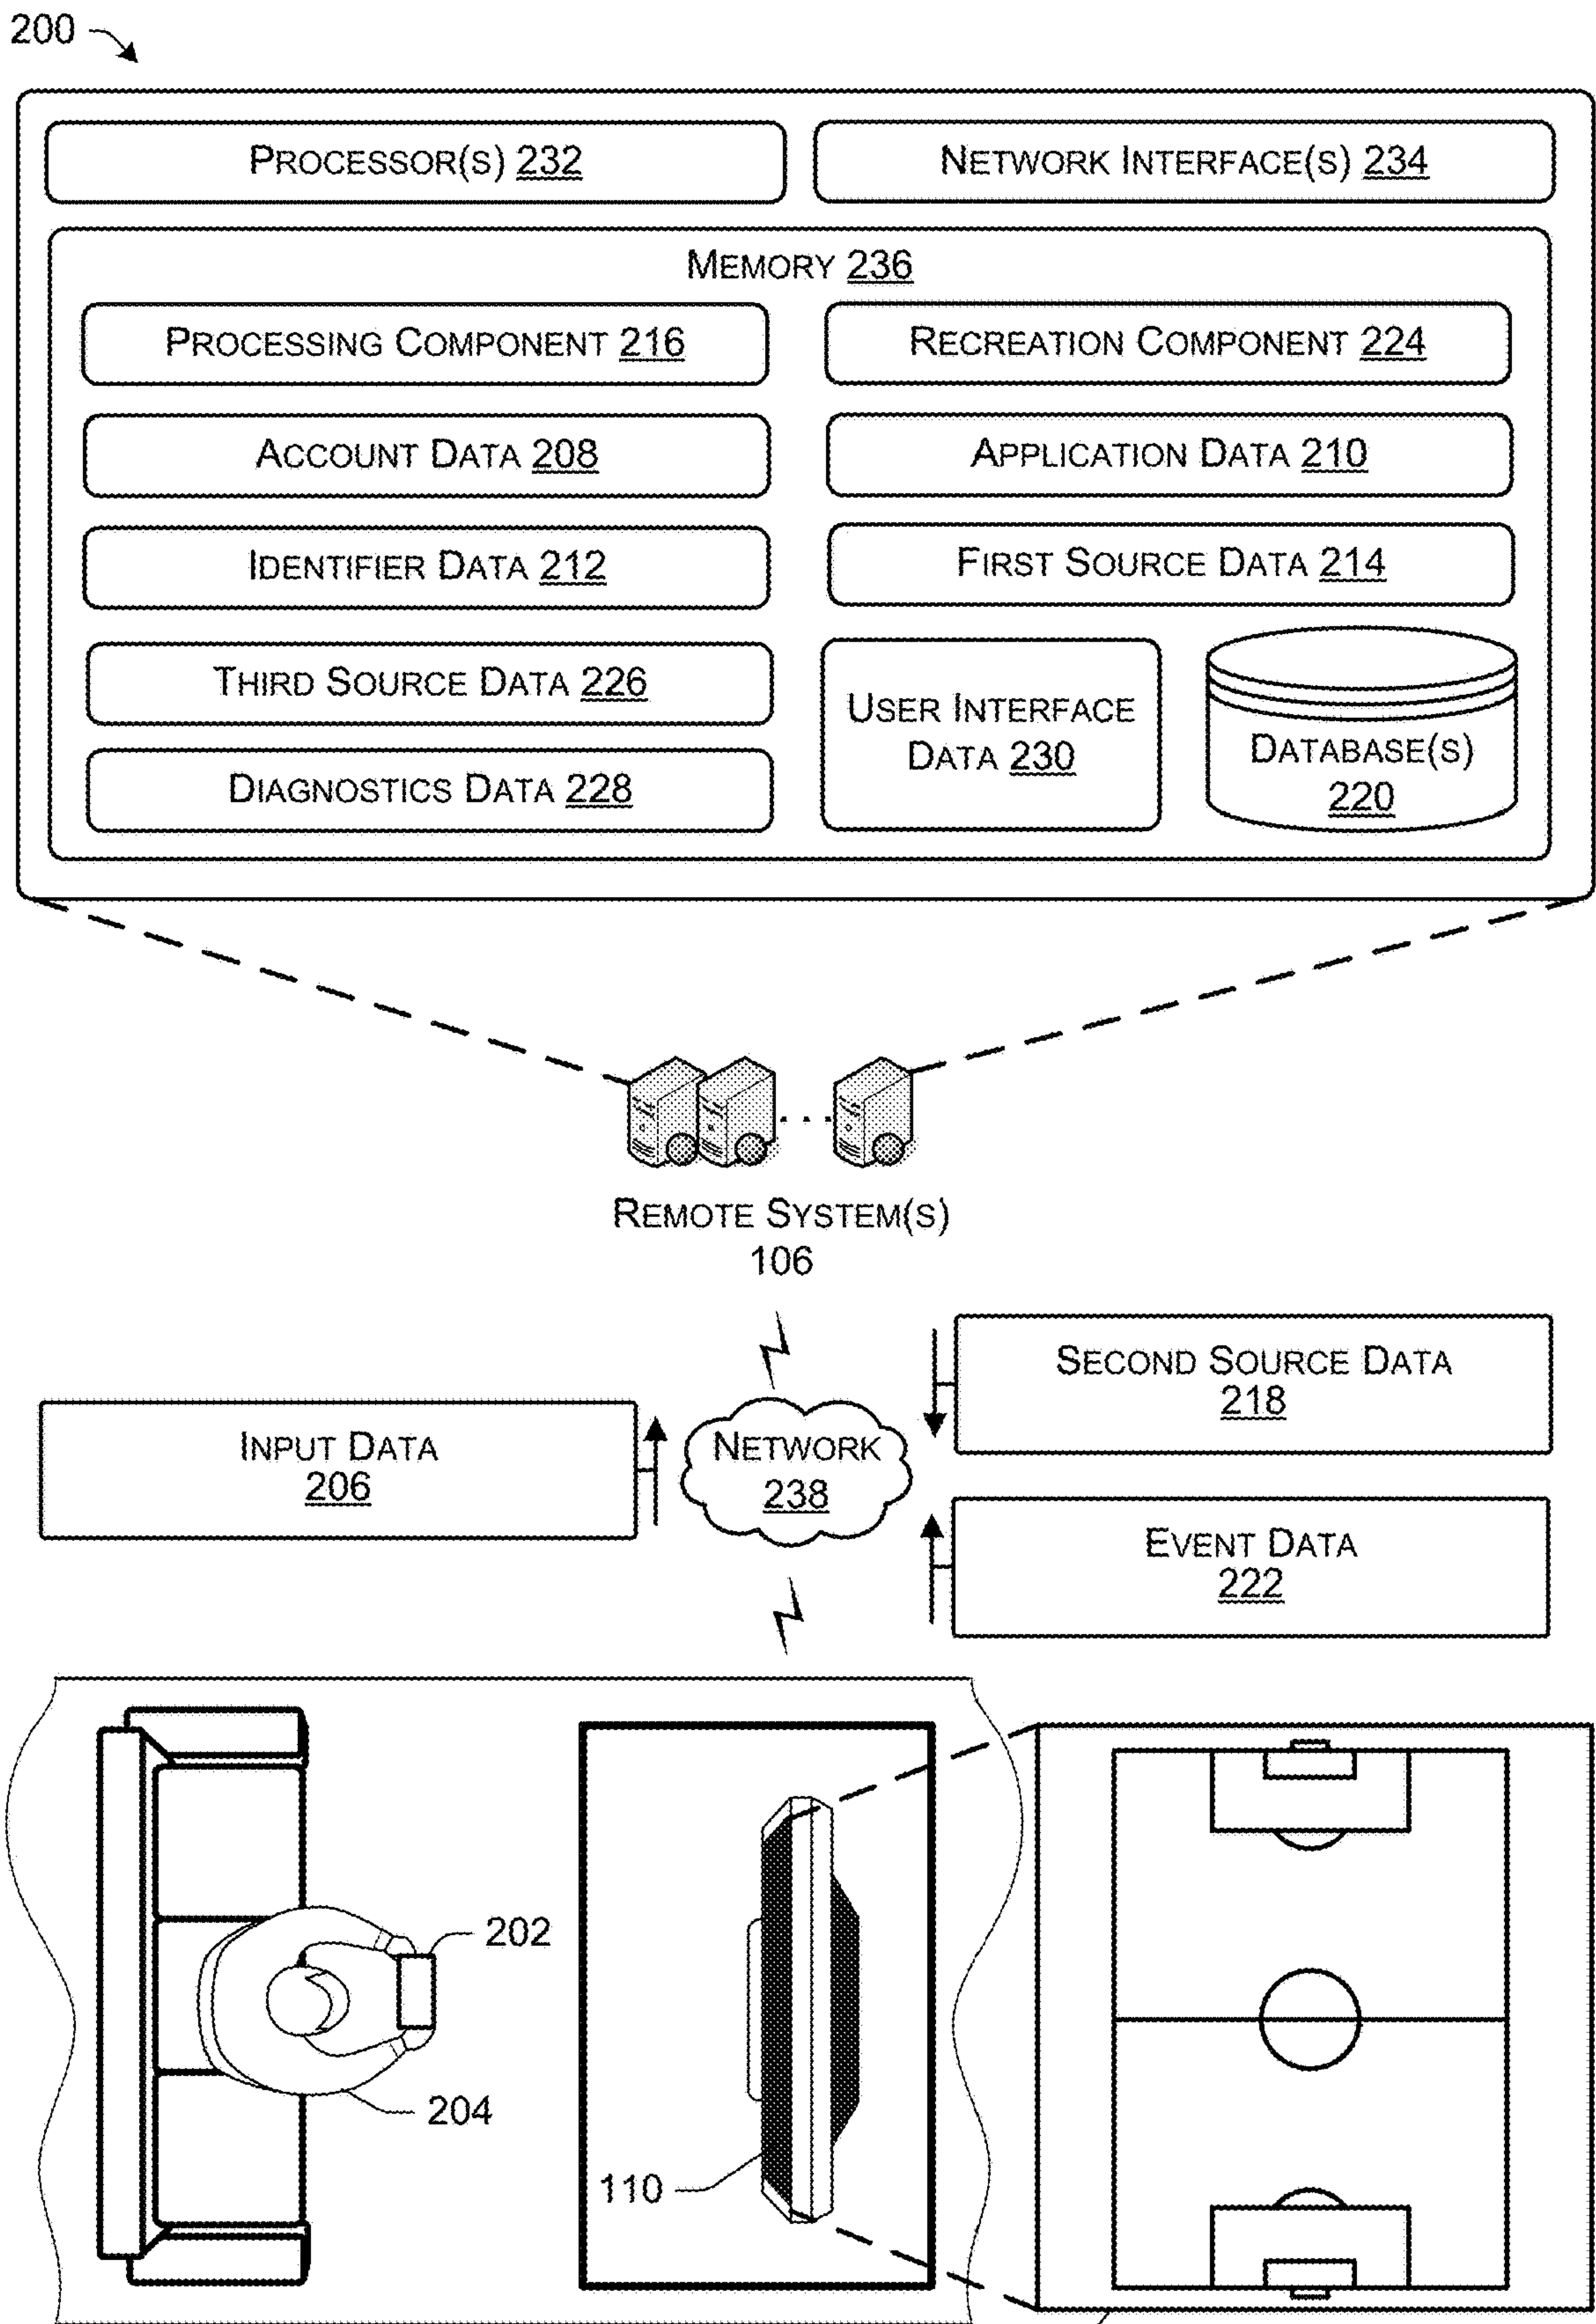 200
PROCESSOR(S) 232
NETWORK INTERFACE(S) 234
MEMORY 236
PROCESSING COMPONENT 216
RECREATION COMPONENT 224
ACCOUNT DATA 208
APPLICATION DATA 210
IDENTIFIER DATA 212
FIRST SOURCE DATA 214
THIRD SOURCE DATA 226
USER INTERFACE
DATA 230
DATABASE(S)
220
DIAGNOSTICS DATA 228
REMOTE SYSTEM(S)
106
SECOND SOURCE DATA
218
INPUT DATA
206
NETWORK
238
EVENT DATA
222
202
204
110